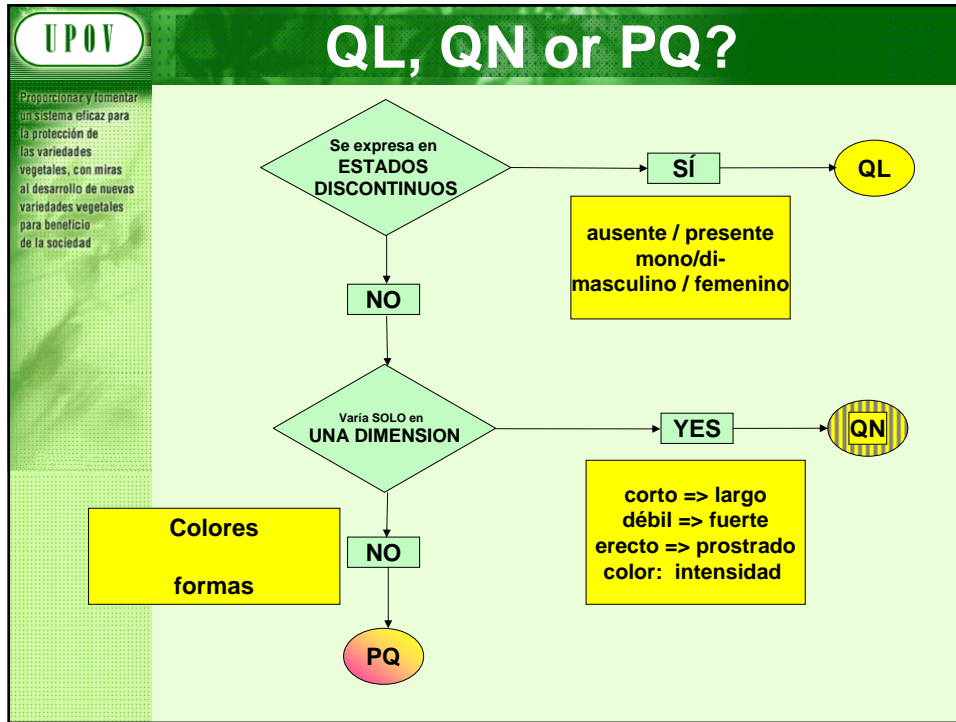 UPOV
QL, QN or PQ?
Proporcionar y fomentar
un sistema eficaz para
la protección de
las variedades
vegetales, con miras
al desarrollo de nuevas
variedades vegetales
para beneficio
de la sociedad
Se expresa en
ESTADOS
DISCONTINUOS
SÍ
QL
ausente / presente
mono/di-
masculino / femenino
NO
Varía SOLO en
UNA DIMENSION
YES
QN
corto => largo
débil => fuerte
erecto => prostrado
color: intensidad
Colores
formas
NO
PQ